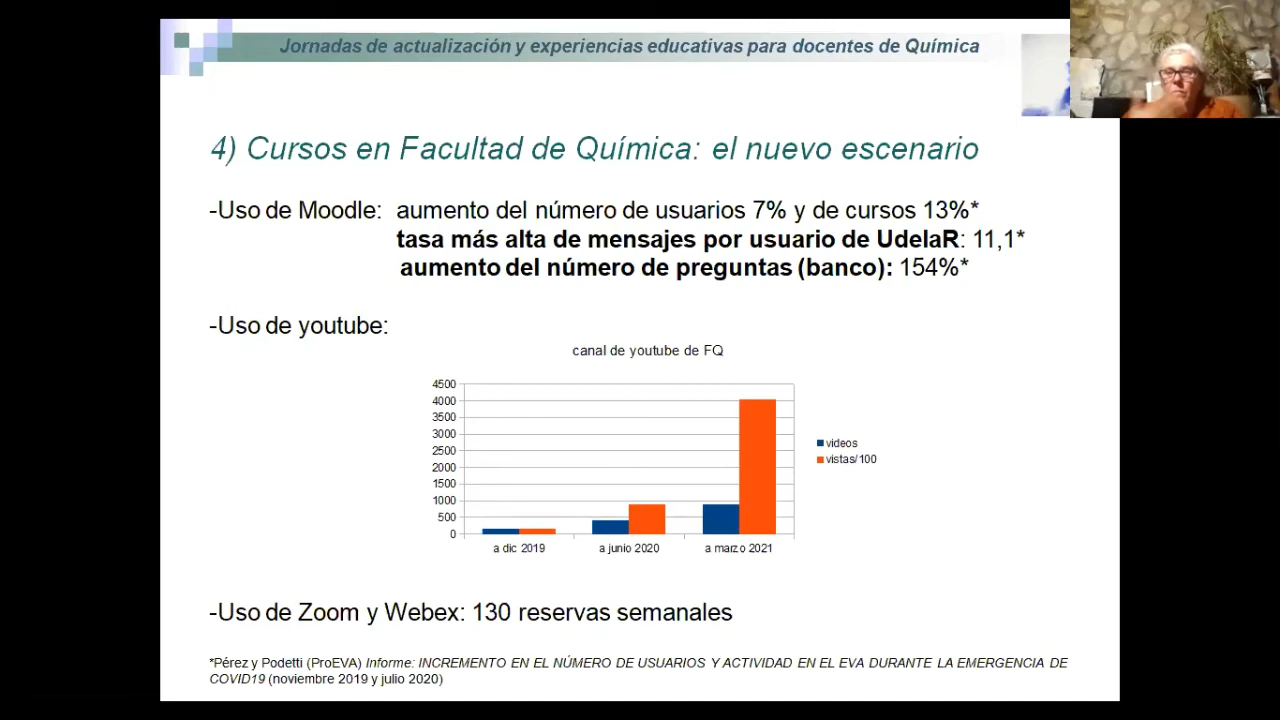 Jornadas de actualización y experiencias educativas para docentes de Química
4) Cursos en Facultad de Química: el nuevo escenario
-Uso de Moodle: aumento del número de usuarios 7% y de cursos 13%*
tasa más alta de mensajes por usuario de UdelaR: 11,1*
aumento del número de preguntas (banco): 154%*
-Uso de youtube:
canal de youtube de FQ
4500
4000
3500
3000
2500
2000
1500
1000
500
0
a dic 2019
a junio 2020
a marzo 2021
videos
vistas/100
-Uso de Zoom y Webex: 130 reservas semanales
*Pérez y Podetti (ProEVA) Informe: INCREMENTO EN EL NÚMERO DE USUARIOS Y ACTIVIDAD EN EL EVA DURANTE LA EMERGENCIA DE
COVID19 (noviembre 2019 y julio 2020)